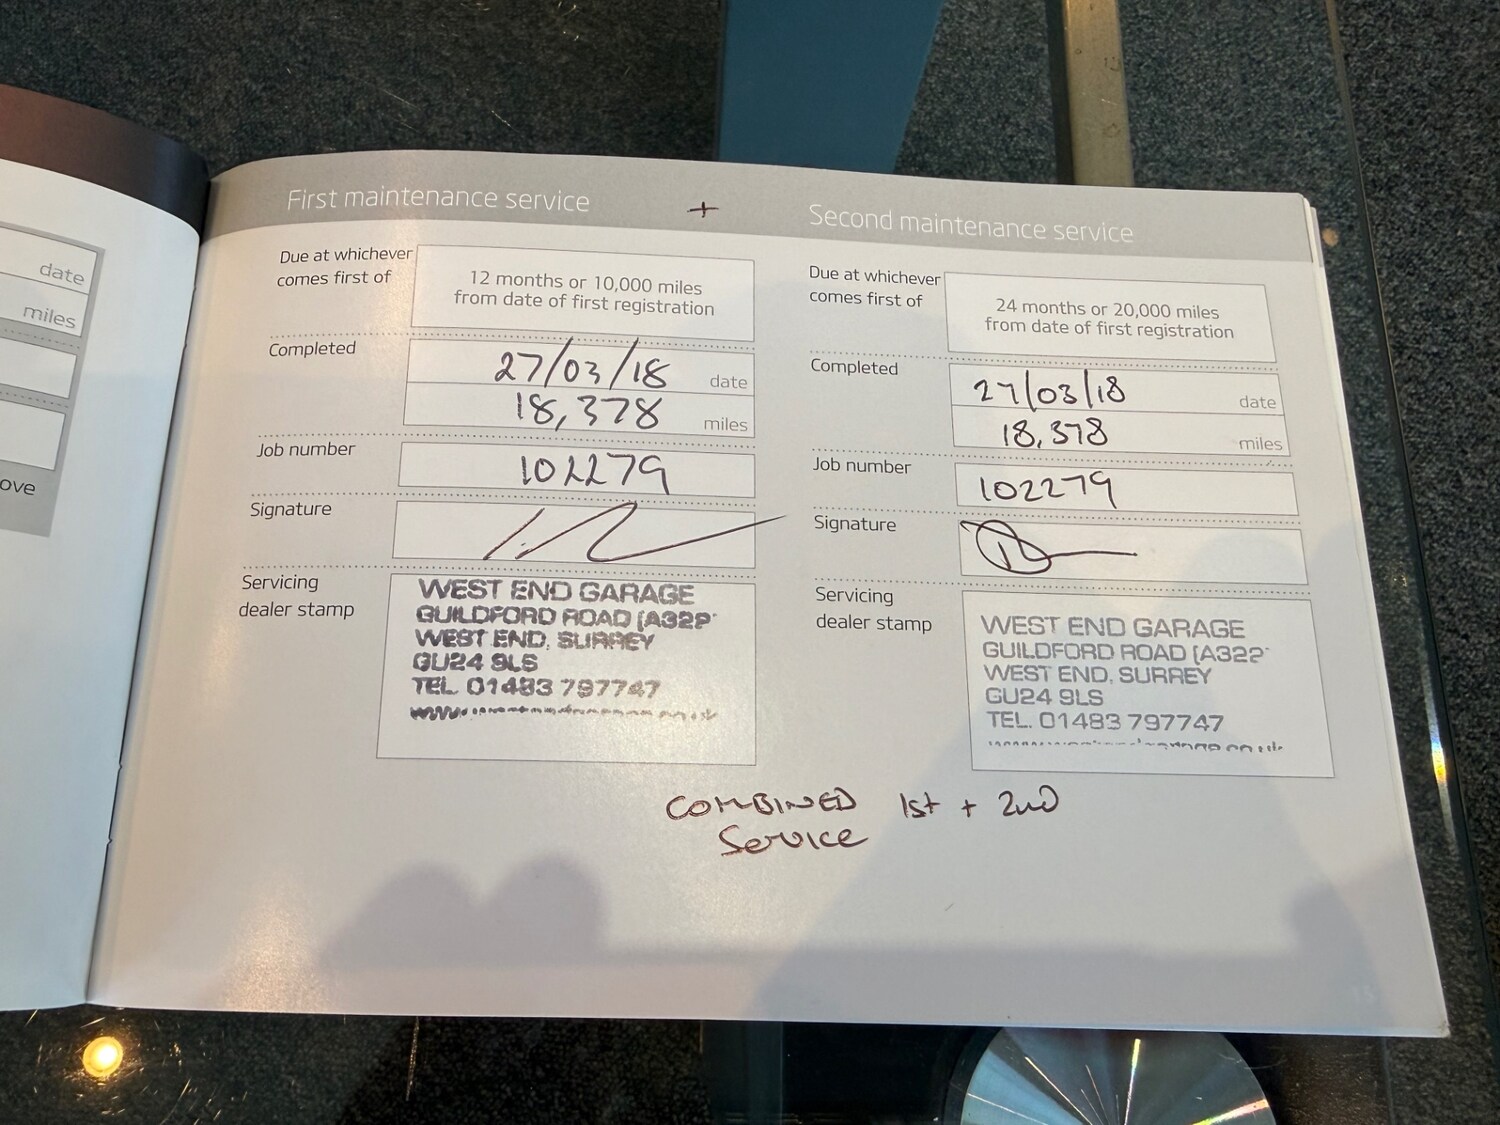 date
miles
ove
First maintenance service
+
Second maintenance service
Due at whichever
comes first of
12 months or 10,000 miles
from date of first registration
Completed
27/03/18 date
18,378 miles
Job number
102279
Signature
Servicing
dealer stamp
WEST END GARAGE
GUILDFORD ROAD (A322
WEST END, SURREY
GU24 9LS
TEL. 01483 797747
Due at whichever
comes first of
24 months or 20,000 miles
from date of first registration
Completed
27/03/18 date
18,378 miles
Job number
102279
Signature
Servicing
dealer stamp
WEST END GARAGE
GUILDFORD ROAD (A322
WEST END, SURREY
GU24 9LS
TEL. 01483 797747
COMBINED 1st + 2ND
Service